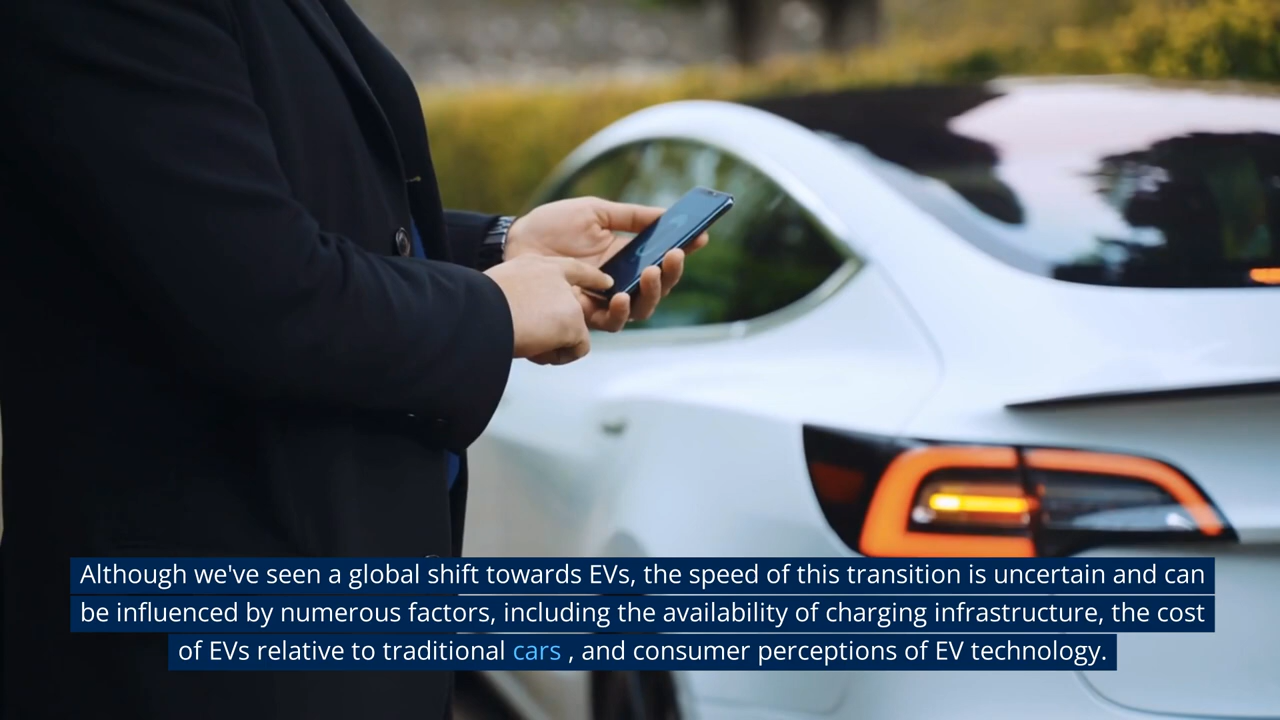 Although we've seen a global shift towards EVs, the speed of this transition is uncertain and can
be influenced by numerous factors, including the availability of charging infrastructure, the cost
of EVs relative to traditional cars , and consumer perceptions of EV technology.